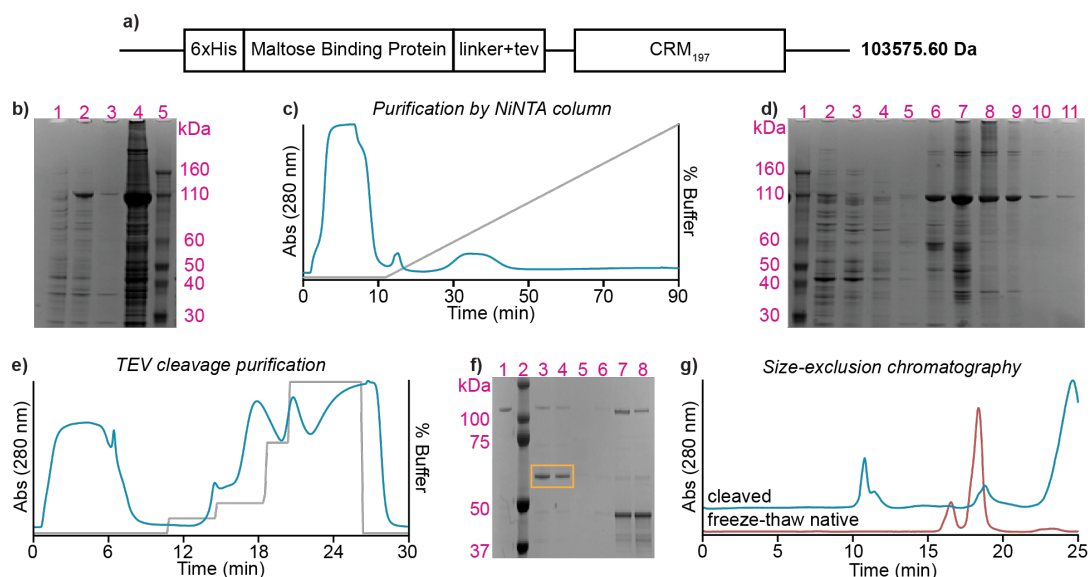 a)
6xHis Maltose Binding Protein linker+tev CRM197 103575.60 Da
b)
1 2 3 4 5
kDa
160
110
60
50
40
30
c) Purification by NiNTA column
Abs (280 nm)
% Buffer
0 10 30 50 70 90
Time (min)
d)
1 2 3 4 5 6 7 8 9 10 11
kDa
160
110
60
50
40
30
e) TEV cleavage purification
Abs (280 nm)
% Buffer
0 6 12 18 24 30
Time (min)
f)
1 2 3 4 5 6 7 8
kDa
100
75
50
37
g) Size-exclusion chromatography
Abs (280 nm)
cleaved
freeze-thaw native
0 5 10 15 20 25
Time (min)